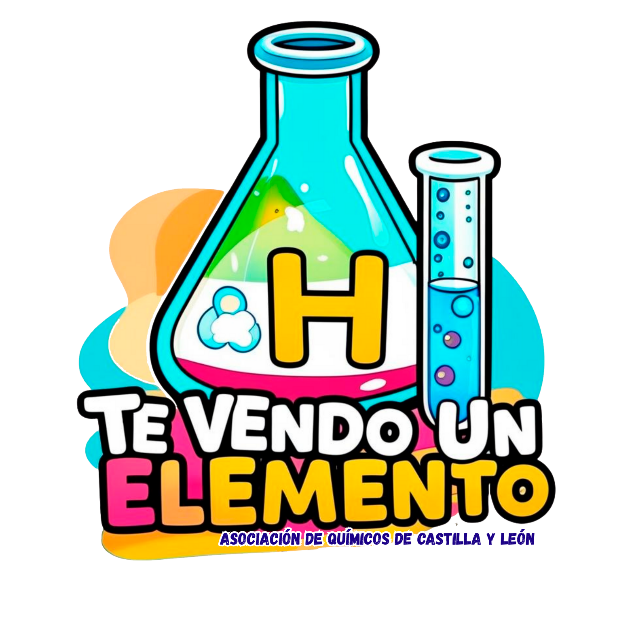 H
TE VENDO UN
ELEMENTO
ASOCIACIÓN DE QUÍMICOS DE CASTILLA Y LEÓN